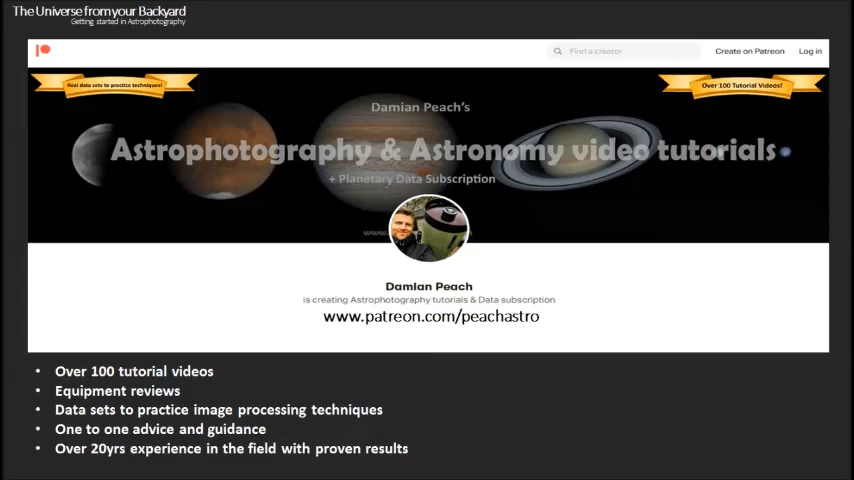 The Universe from your Backyard
Getting started in Astrophotography
Find a creator
Create on Patreon
Log in
Real data sets to practice techniques!
Over 100 Tutorial Videos!
Damian Peach's
Astrophotography & Astronomy video tutorials
+ Planetary Data Subscription
Damian Peach
is creating Astrophotography tutorials & Data subscription
www.patreon.com/peachastro
• Over 100 tutorial videos
• Equipment reviews
• Data sets to practice image processing techniques
• One to one advice and guidance
• Over 20yrs experience in the field with proven results